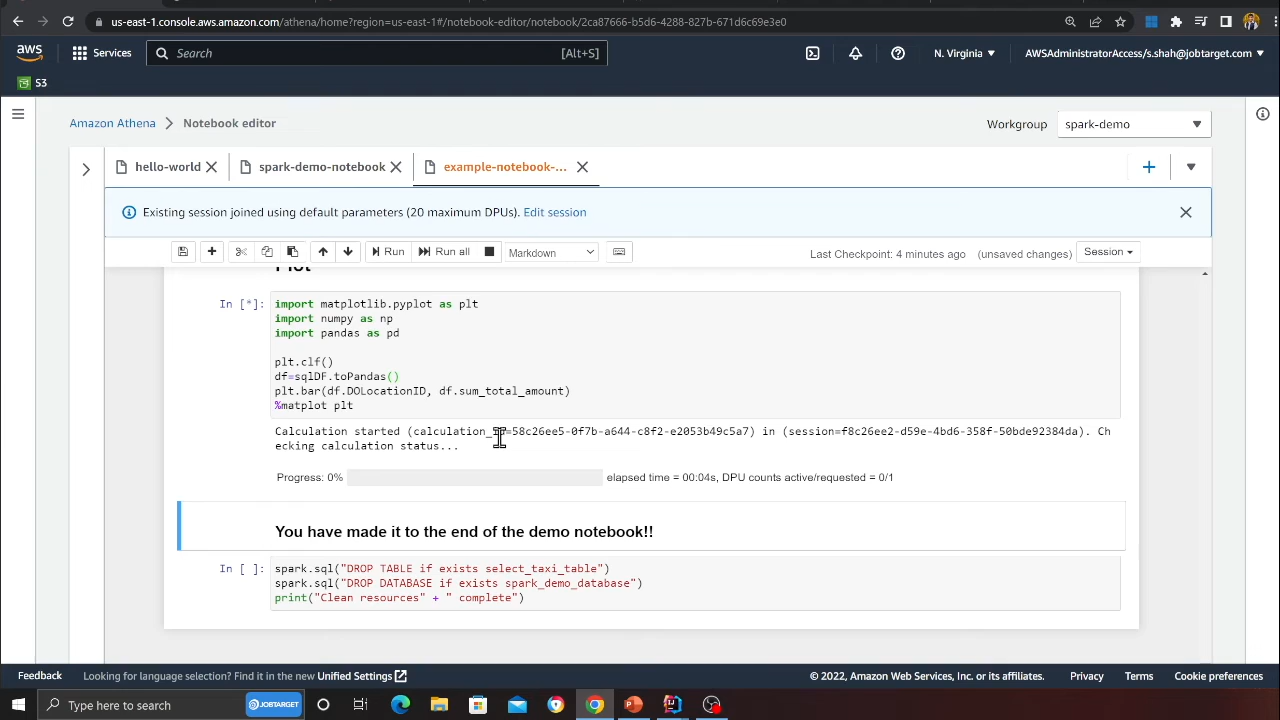 us-east-1.console.aws.amazon.com/athena/home?region=us-east-1#/notebook-editor/notebook/2ca87666-b5d6-4288-827b-671d6c69e3e0
aws
Services
Search
[Alt+S]
N. Virginia
AWSAdministratorAccess/s.shah@jobtarget.com
S3
Amazon Athena
Notebook editor
Workgroup
spark-demo
hello-world
spark-demo-notebook
example-notebook-...
Existing session joined using default parameters (20 maximum DPUs). Edit session
Run
Run all
Markdown
Last Checkpoint: 4 minutes ago
(unsaved changes)
Session
Plot
In [*]:
import matplotlib.pyplot as plt
import numpy as np
import pandas as pd
plt.clf()
df=sqlDF.toPandas()
plt.bar(df.DOLocationID, df.sum_total_amount)
%matplot plt
Calculation started (calculation_ =58c26ee5-0f7b-a644-c8f2-e2053b49c5a7) in (session=f8c26ee2-d59e-4bd6-358f-50bde92384da). Ch
ecking calculation status...
Progress: 0%
elapsed time = 00:04s, DPU counts active/requested = 0/1
You have made it to the end of the demo notebook!!
In [ ]:
spark.sql("DROP TABLE if exists select_taxi_table")
spark.sql("DROP DATABASE if exists spark_demo_database")
print("Clean resources" + " complete")
Feedback
Looking for language selection? Find it in the new Unified Settings
© 2022, Amazon Web Services, Inc. or its affiliates.
Privacy
Terms
Cookie preferences
Type here to search
JOBTARGET